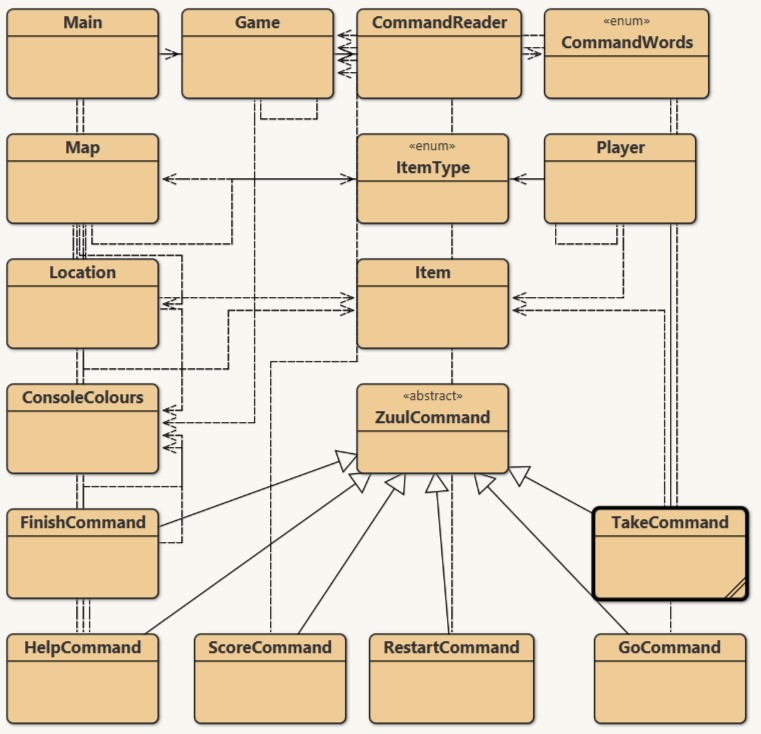 Main
Game
CommandReader
«enum»
CommandWords
Map
«enum»
ItemType
Player
Location
Item
ConsoleColours
«abstract»
ZuulCommand
FinishCommand
TakeCommand
HelpCommand
ScoreCommand
RestartCommand
GoCommand